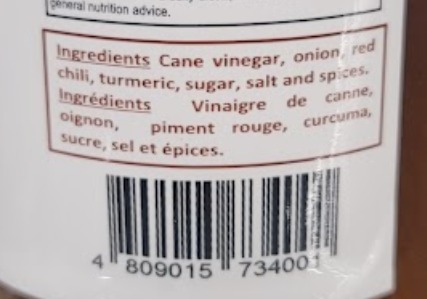 general nutrition advice.
Ingredients Cane vinegar, onion, red
chili, turmeric, sugar, salt and spices.
Ingrédients Vinaigre de canne,
oignon, piment rouge, curcuma,
sucre, sel et épices.
4 809015 73400